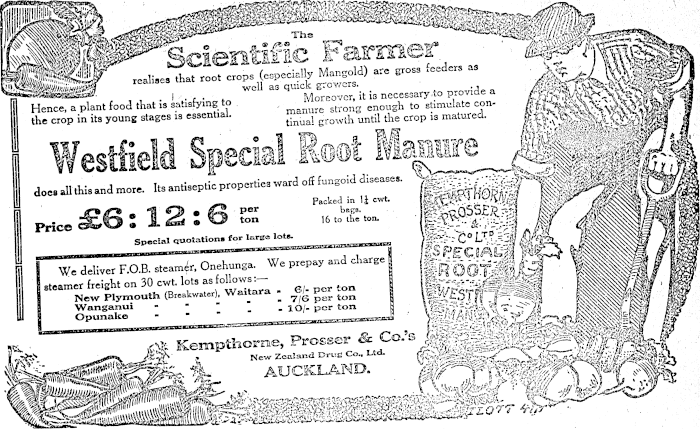 The
Scientific Farmer
realises that root crops (especially Mangold) are gross feeders as
well as quick growers.
Hence, a plant food that is satisfying to
the crop in its young stages is essential.
Moreover, it is necessary to provide a
manure strong enough to stimulate con-
tinual growth until the crop is matured.
Westfield Special Root Manure
does all this and more. Its antiseptic properties ward off fungoid diseases.
Price £6:12:6 per
ton
Packed in 1¼ cwt.
bags.
16 to the ton.
Special quotations for large lots.
We deliver F.O.B. steamer, Onehunga. We prepay and charge
steamer freight on 30 cwt. lots as follows:—
New Plymouth (Breakwater), Waitara - 6/- per ton
Wanganui - - - - - 7/6 per ton
Opunake - - - - - 10/- per ton
Kempthorne, Prosser & Co.'s
New Zealand Drug Co., Ltd.
AUCKLAND.
KEMPTHORN
PROSSER
&
Co LTD
SPECIAL
ROOT
WESTF
MAN